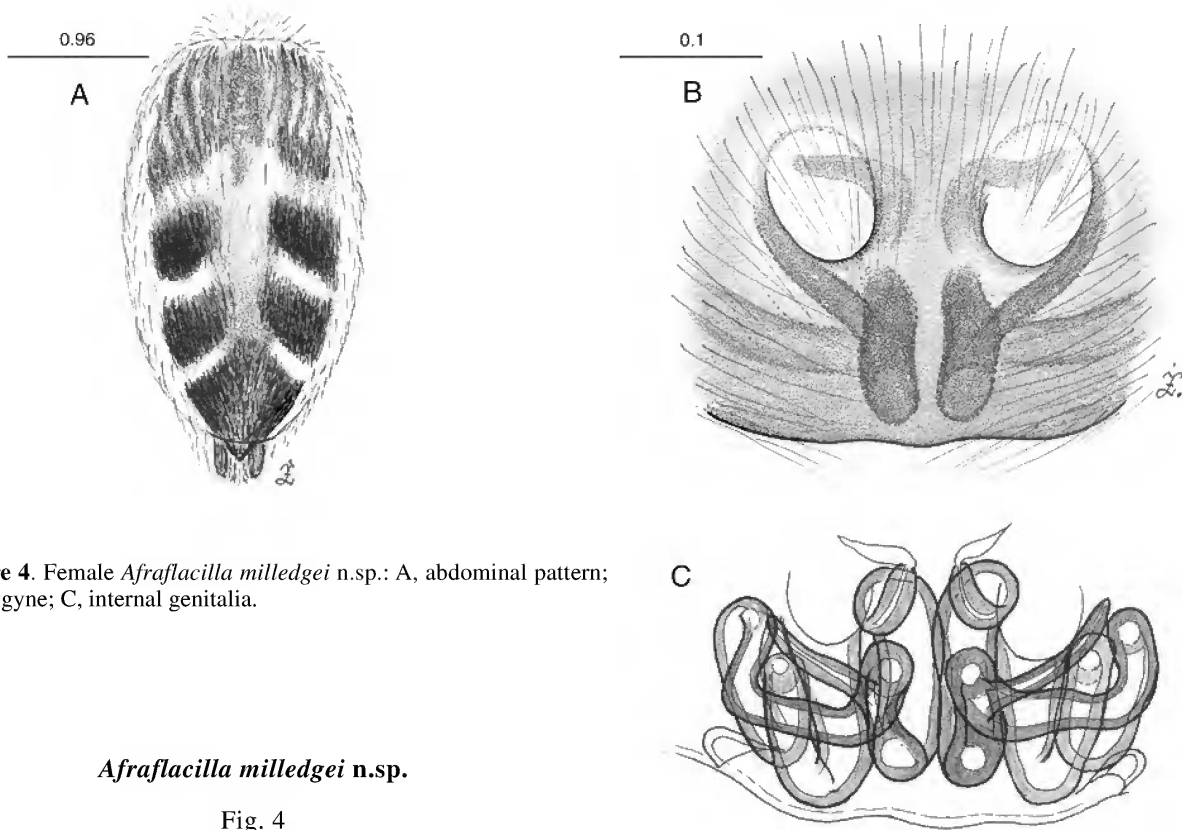 0.96
A
0.1
B
C
re 4. Female Afraflacilla milledgei n.sp.: A, abdominal pattern;
gyne; C, internal genitalia.
Afraflacilla milledgei n.sp.
Fig. 4